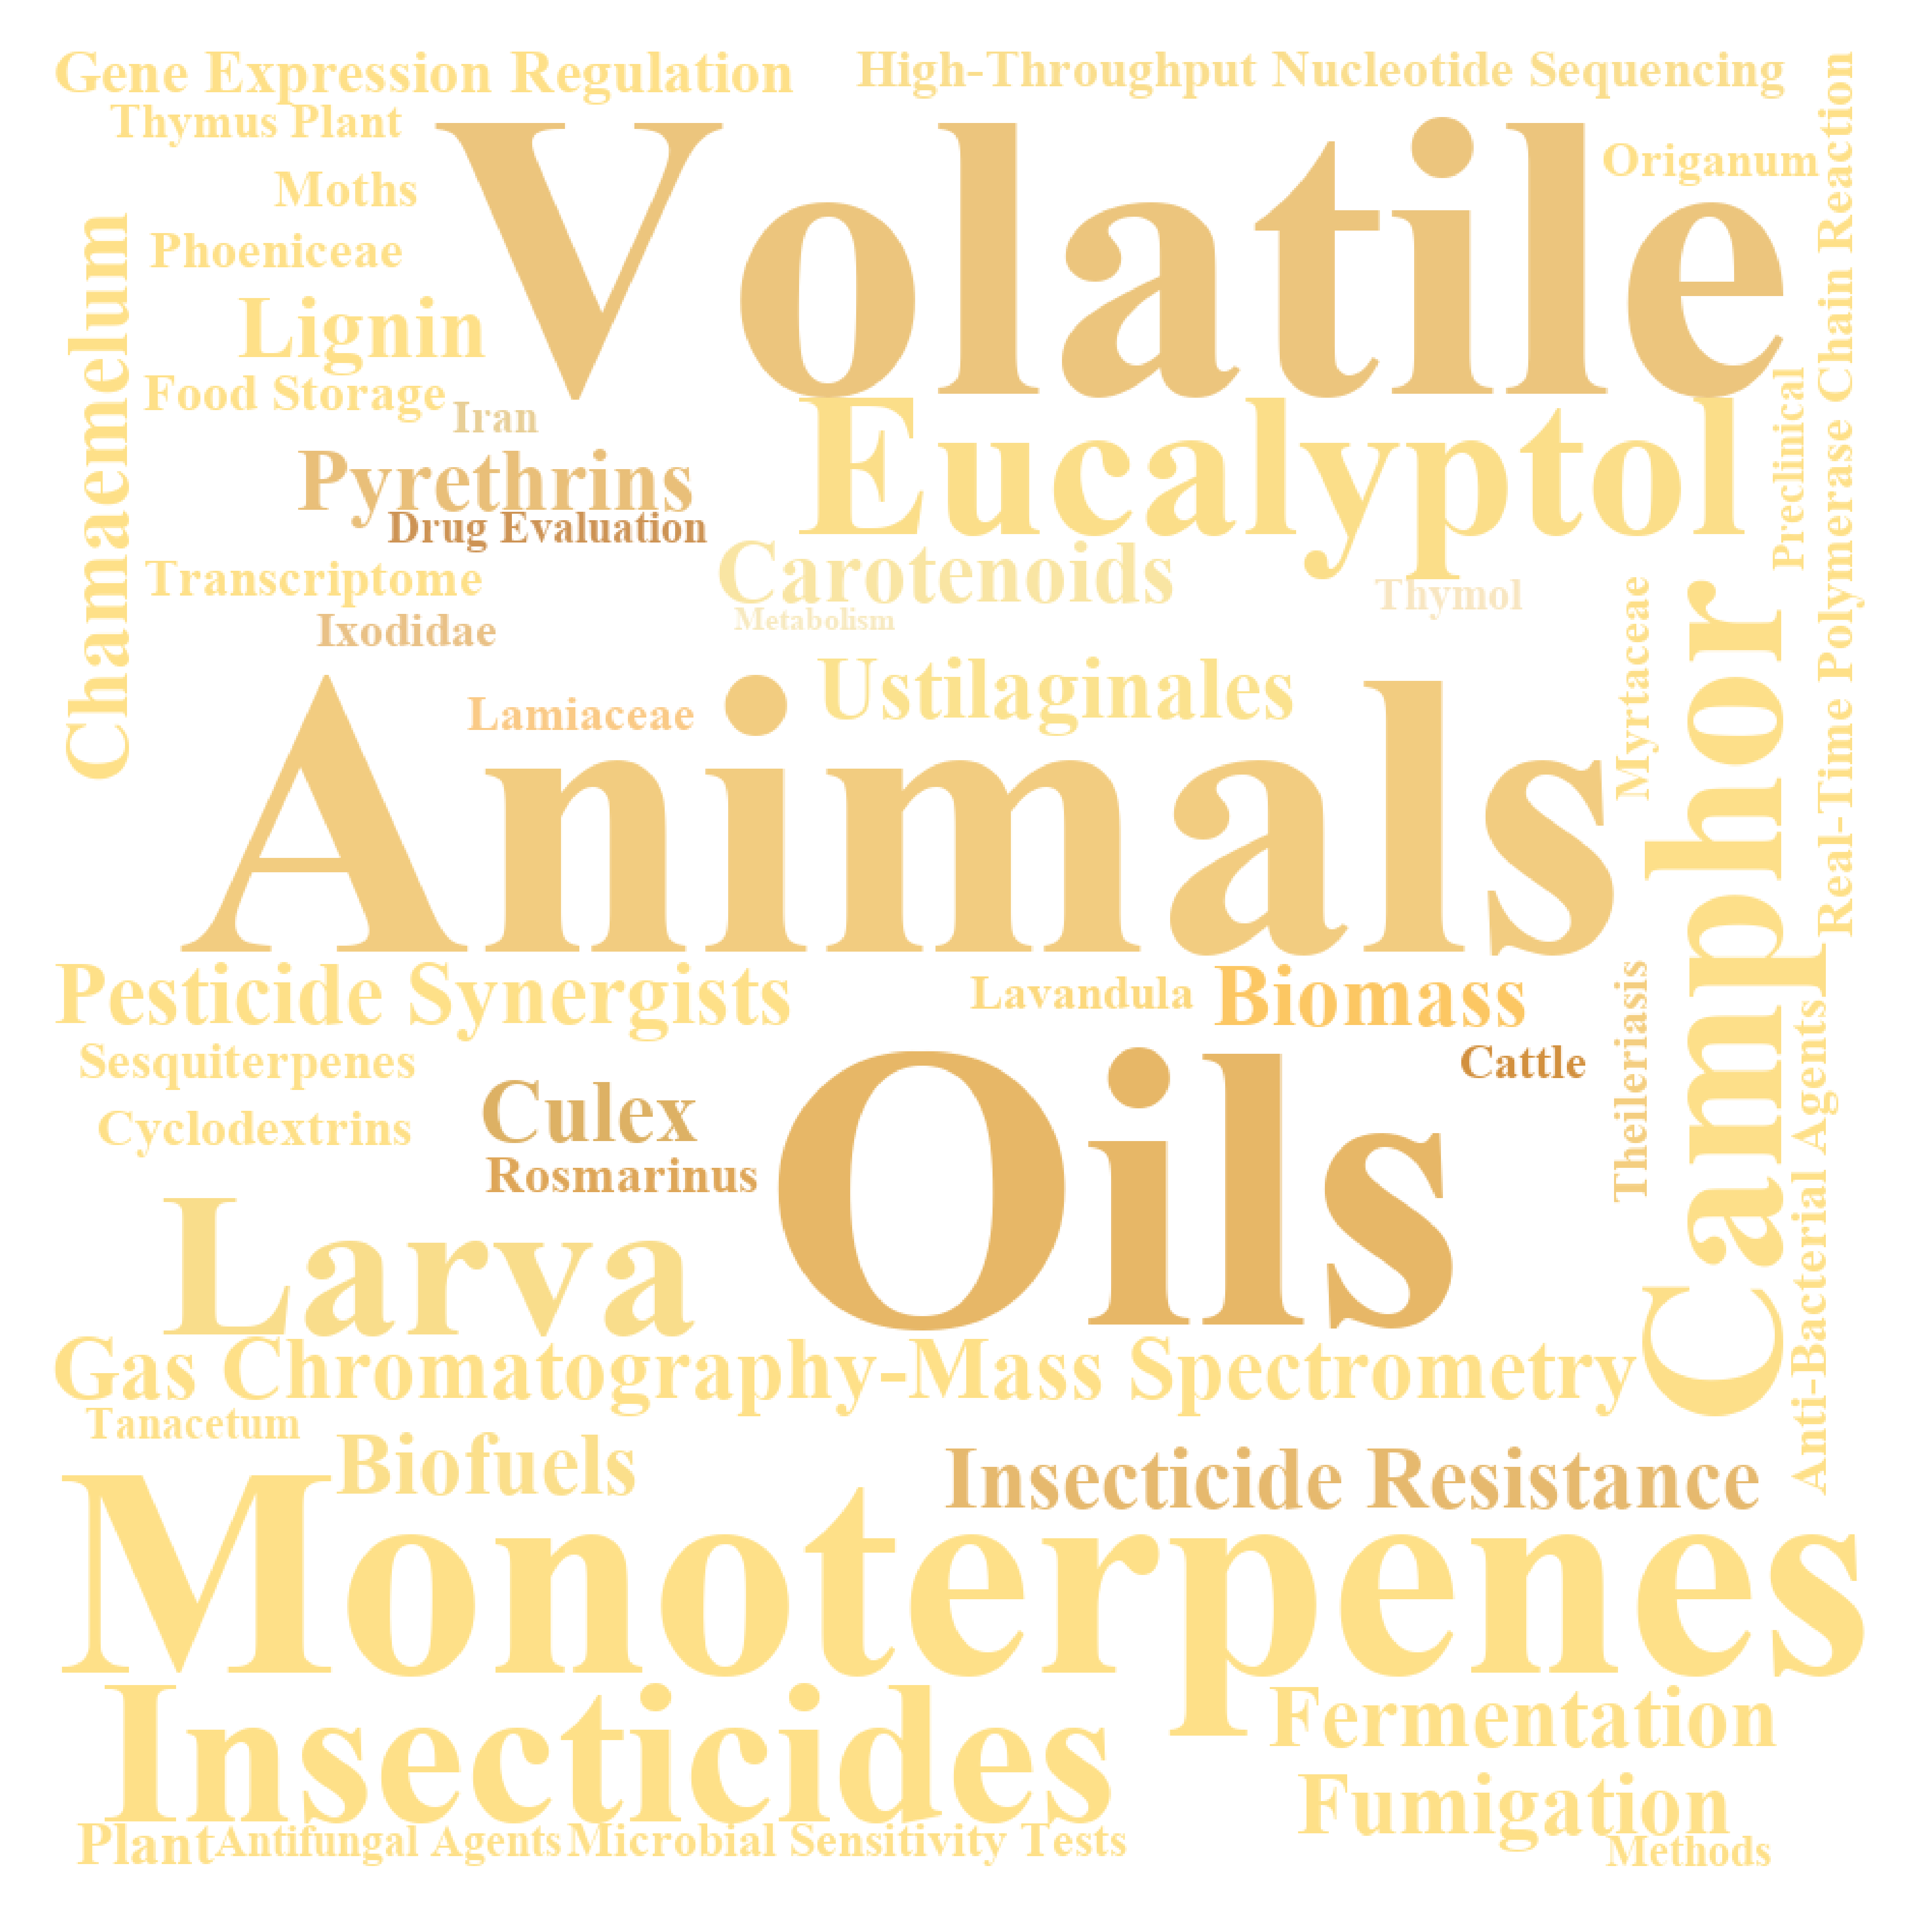 Gene Expression Regulation
High-Throughput Nucleotide Sequencing
Thymus Plant
Volatile
Origanum
Moths
Phoeniceae
Chamaemelum
Lignin
Food Storage
Iran
Eucalyptol
Preclinical
Real-Time Polymerase Chain Reaction
Pyrethrins
Drug Evaluation
Carotenoids
Transcriptome
Thymol
Metabolism
Ixodidae
Myrtaceae
Camphor
Ustilaginales
Lamiaceae
Animals
Pesticide Synergists
Lavandula
Biomass
Theileriasis
Anti-Bacterial Agents]
Sesquiterpenes
Cattle
Culex
Oils
Cyclodextrins
Rosmarinus
Larva
Gas Chromatography-Mass Spectrometry
Tanacetum
Biofuels
Insecticide Resistance
Monoterpenes
Insecticides
Fermentation
Fumigation
Plant
Antifungal Agents
Microbial Sensitivity Tests
Methods